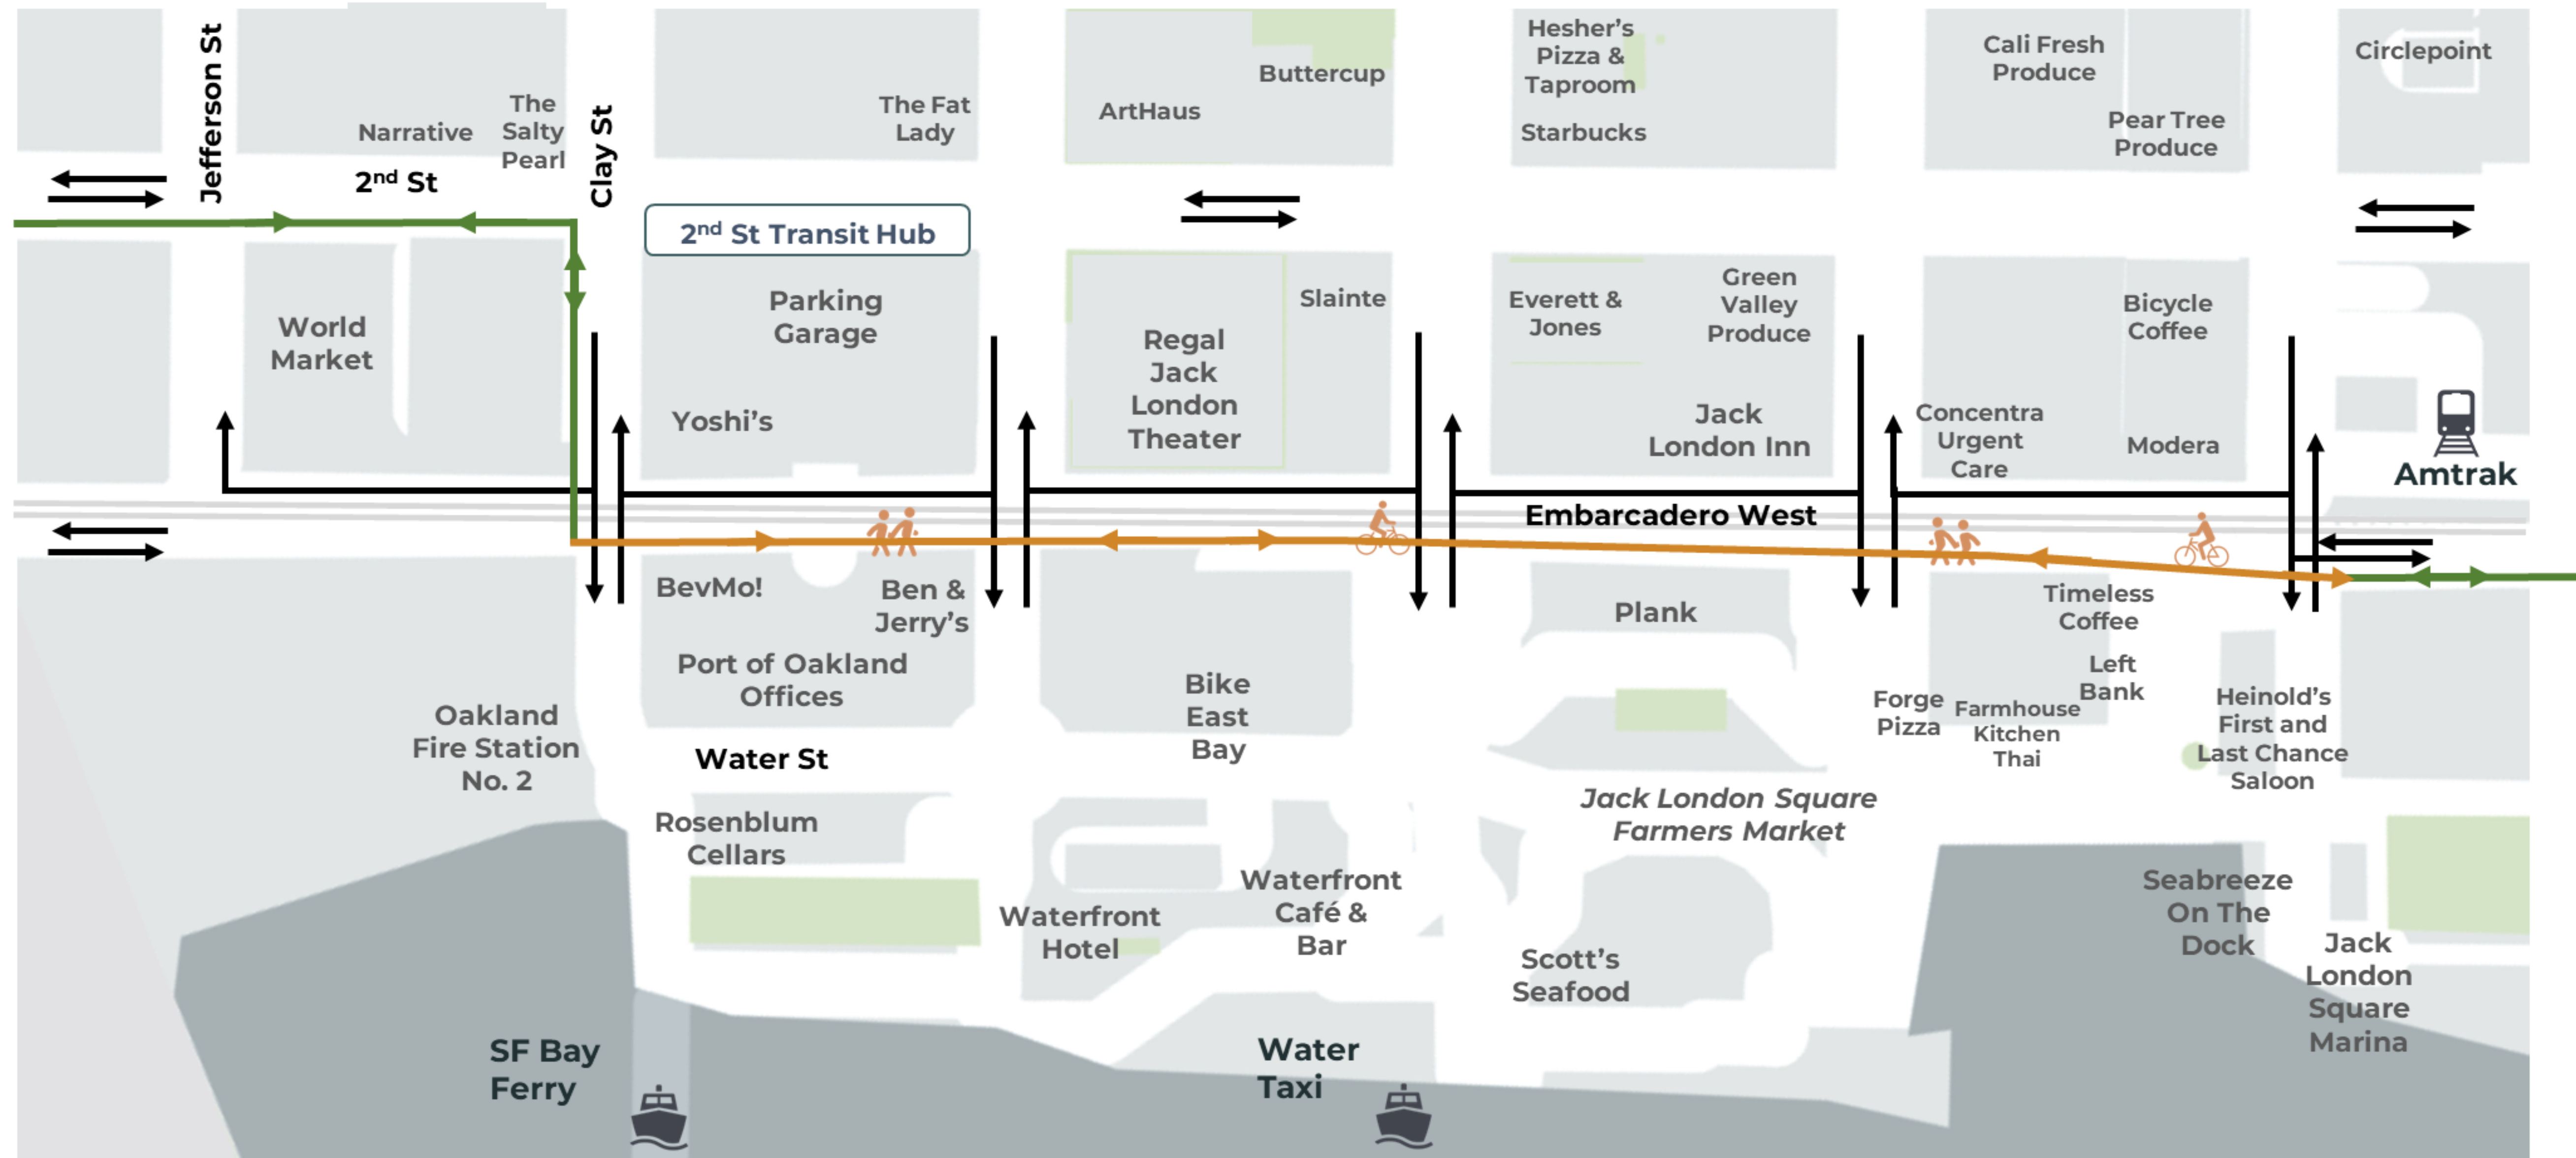 Jefferson St
Narrative
The
Salty
Pearl
2nd St
Clay St
The Fat
Lady
ArtHaus
Buttercup
Hesher’s
Pizza &
Taproom
Starbucks
Cali Fresh
Produce
Pear Tree
Produce
Circlepoint
2nd St Transit Hub
World
Market
Parking
Garage
Yoshi’s
Regal
Jack
London
Theater
Slainte
Everett &
Jones
Green
Valley
Produce
Jack
London Inn
Concentra
Urgent
Care
Bicycle
Coffee
Modera
Amtrak
Embarcadero West
BevMo!
Ben &
Jerry’s
Port of Oakland
Offices
Oakland
Fire Station
No. 2
Water St
Bike
East
Bay
Plank
Timeless
Coffee
Left
Bank
Forge
Pizza
Farmhouse
Kitchen
Thai
Heinold’s
First and
Last Chance
Saloon
Jack London Square
Farmers Market
Rosenblum
Cellars
Waterfront
Hotel
Waterfront
Café &
Bar
Scott’s
Seafood
Seabreeze
On The
Dock
Jack
London
Square
Marina
SF Bay
Ferry
Water
Taxi